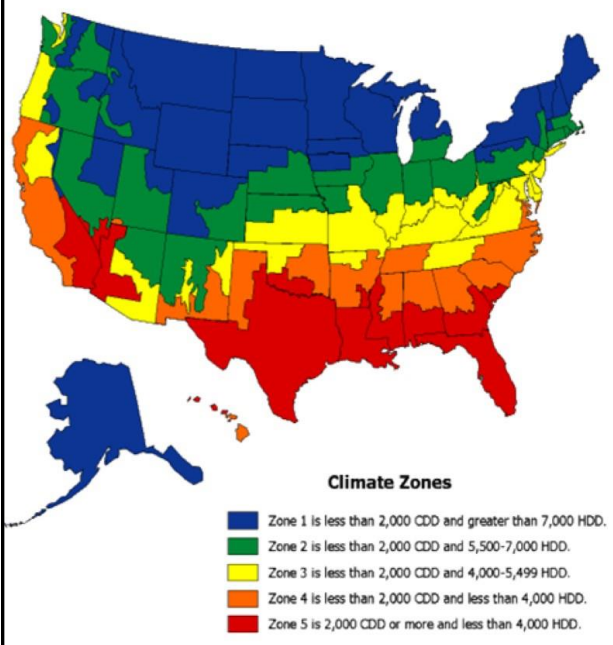 Climate Zones
Zone 1 is less than 2,000 CDD and greater than 7,000 HDD.
Zone 2 is less than 2,000 CDD and 5,500-7,000 HDD.
Zone 3 is less than 2,000 CDD and 4,000-5,499 HDD.
Zone 4 is less than 2,000 CDD and less than 4,000 HDD.
Zone 5 is 2,000 CDD or more and less than 4,000 HDD.